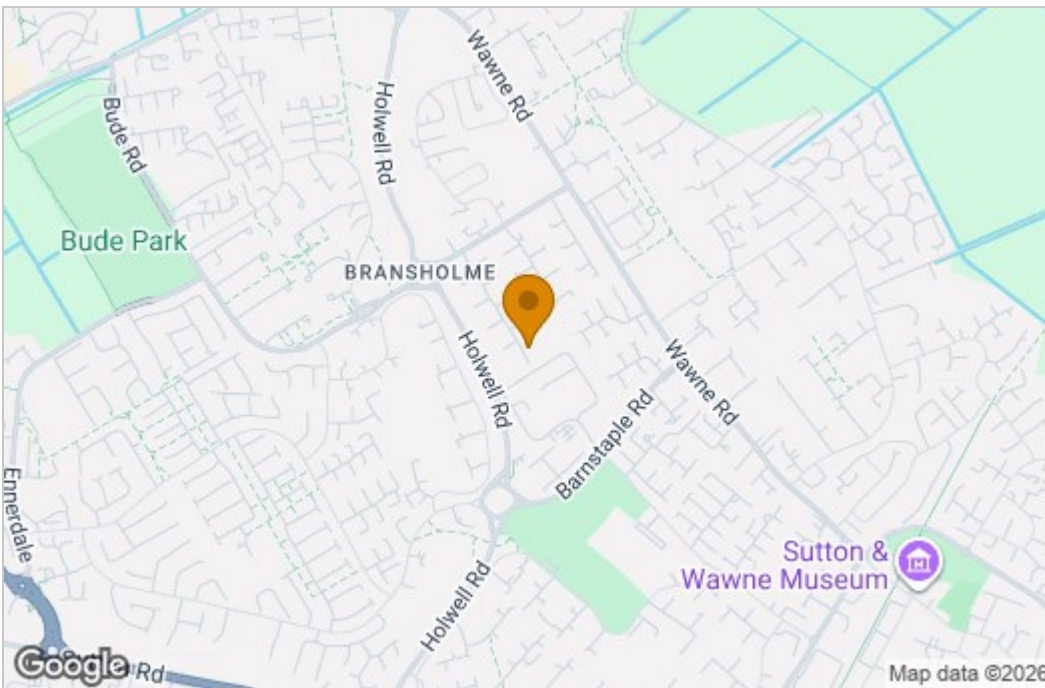 Wawne Rd
Holwell Rd
Bude Rd
Bude Park
BRANSHOLME
Holwell Rd
Wawne Rd
Barnstaple Rd
Ennerdale
Sutton &
Wawne Museum
Holwell Rd
Rd
Google
Map data ©2026